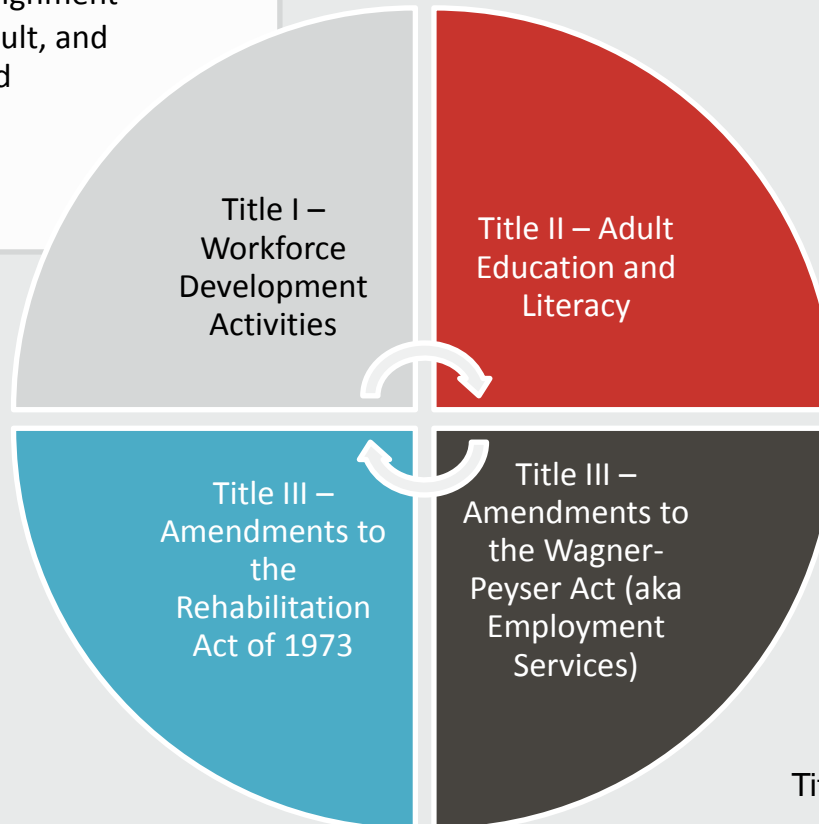 ult, and
Title I –
Workforce
Development
Activities
Title II – Adult
Education and
Literacy
Title III –
Amendments to
the
Rehabilitation
Act of 1973
Title III –
Amendments to
the Wagner-
Peyser Act (aka
Employment
Services)